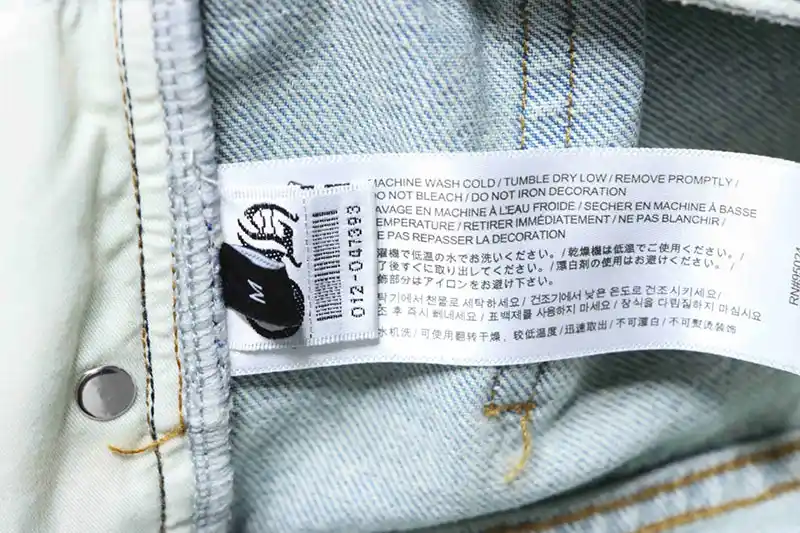 MACHINE WASH COLD / TUMBLE DRY LOW / REMOVE PROMPTLY /
DO NOT BLEACH / DO NOT IRON DECORATION
AVAGE EN MACHINE À L'EAU FROIDE / SÉCHER EN MACHINE À BASSE
TEMPERATURE / RETIRER IMMÉDIATEMENT / NE PAS BLANCHIR /
E PAS REPASSER LA DECORATION
濯機で低温の水でお洗いください。/ 乾燥機は低温でご使用ください。/
了後すぐに取り出してください。/ 漂白剤の使用はお避けください。/
飾部分はアイロンをお避け下さい。
탁기에서 찬물로 세탁하세요 / 건조기에서 낮은 온도로 건조시키세요 /
조 후 즉시 빼내세요 / 표백제를 사용하지 마세요 / 장식을 다림질하지 마십시오
水机洗 / 可使用翻转干燥，较低温度 / 迅速取出 / 不可漂白 / 不可熨烫装饰
012-047393
M